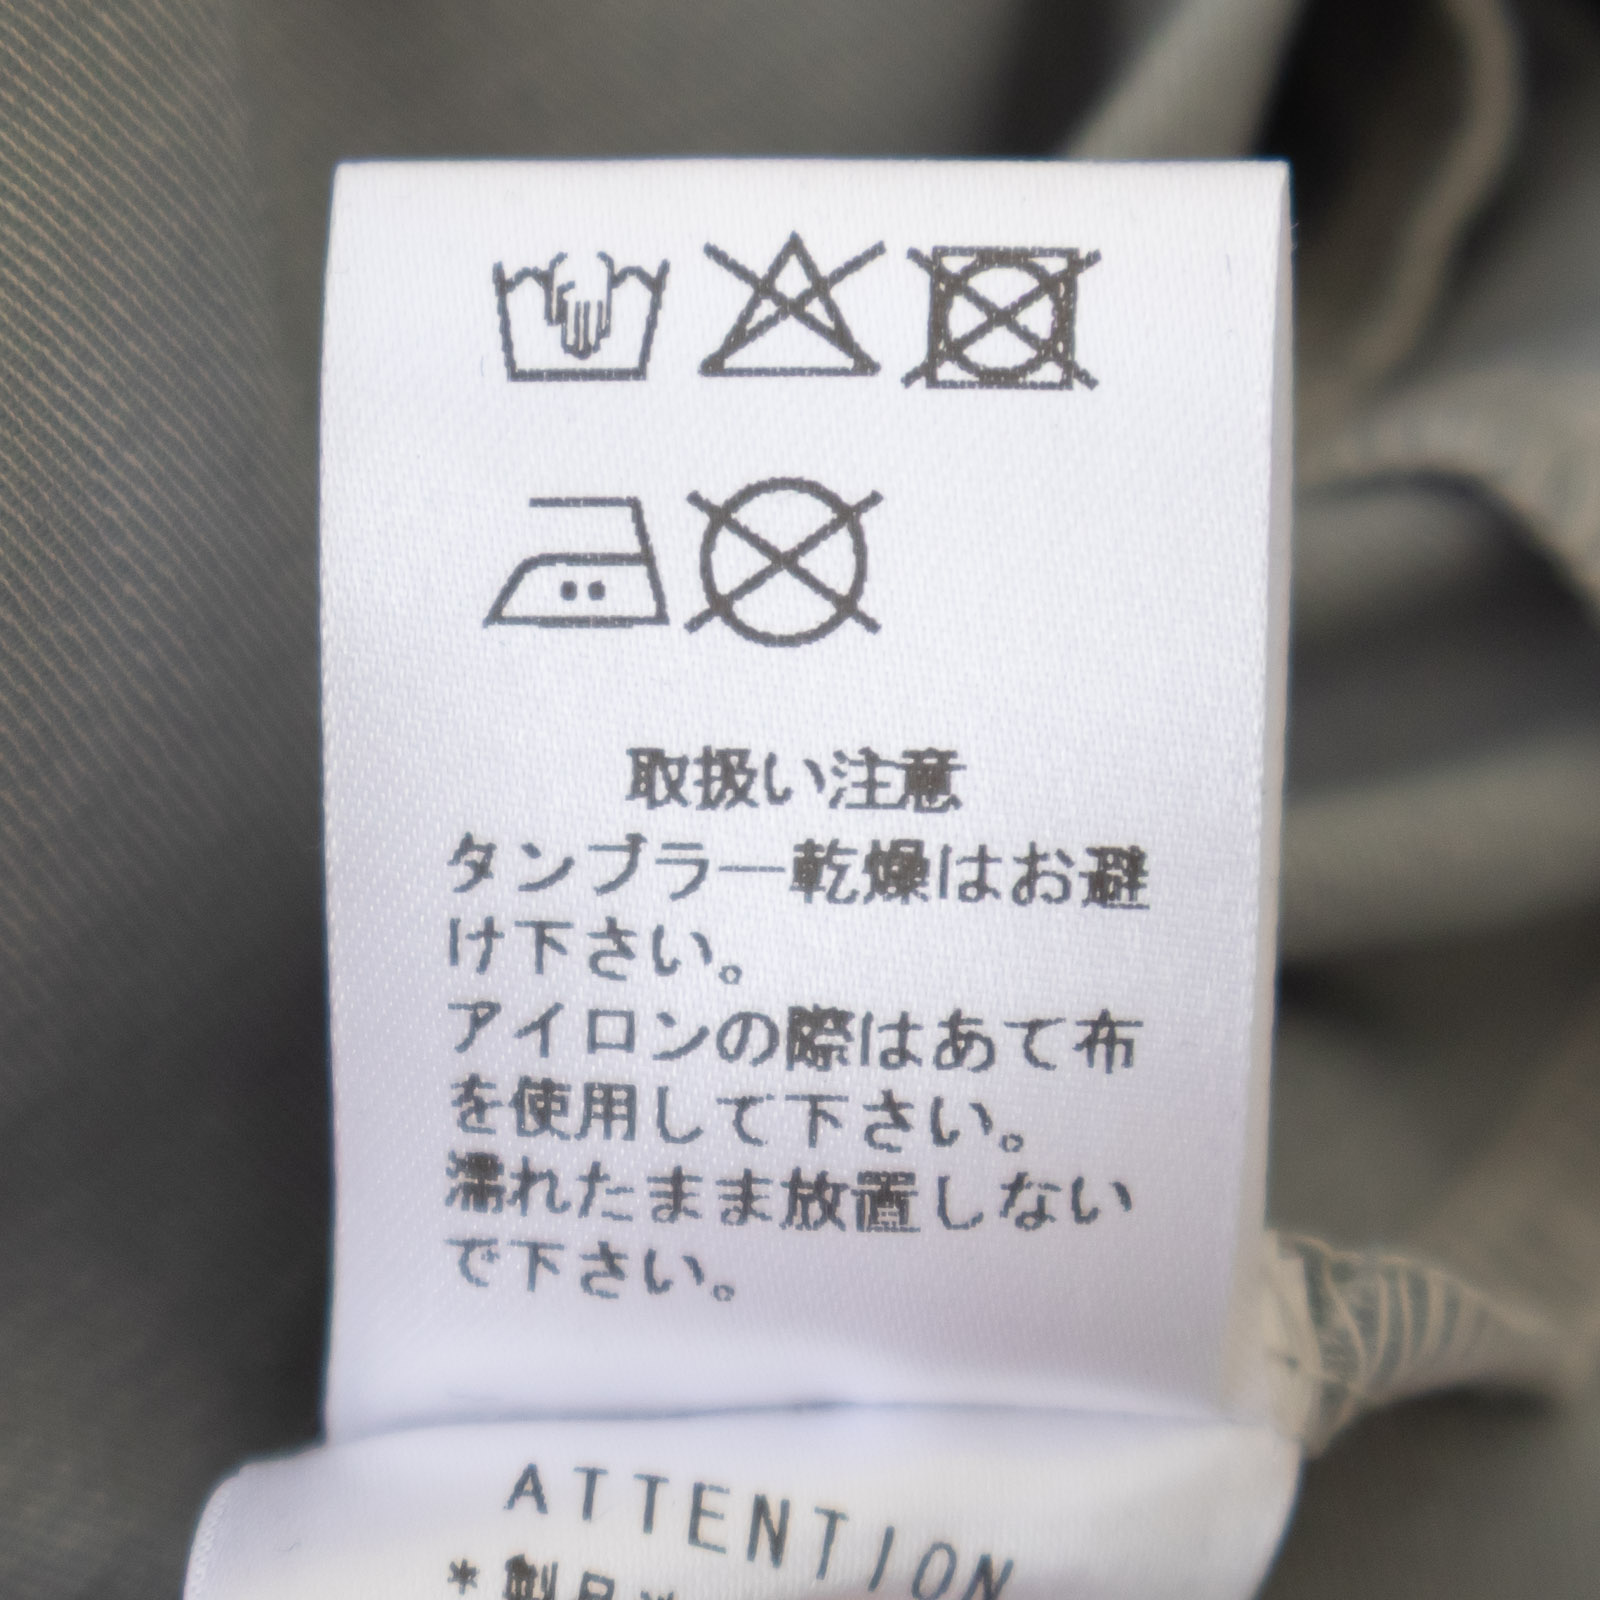 取扱い注意
タンブラー乾燥はお避
け下さい。
アイロンの際はあて布
を使用して下さい。
濡れたまま放置しない
で下さい。
ATTENTION
*製品